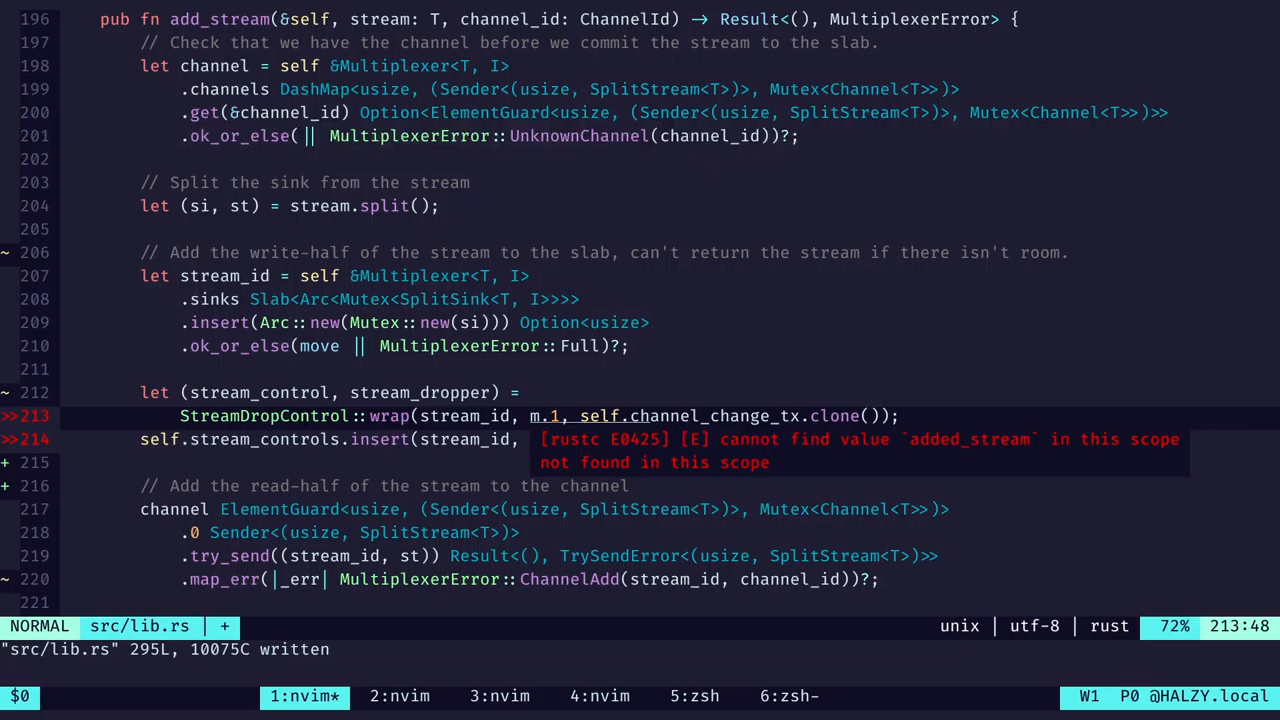 196 pub fn add_stream(&self, stream: T, channel_id: ChannelId) -> Result<(), MultiplexerError> {
197 // Check that we have the channel before we commit the stream to the slab.
198 let channel = self &Multiplexer<T, I>
199 .channels DashMap<usize, (Sender<(usize, SplitStream<T>)>, Mutex<Channel<T>>)>
200 .get(&channel_id) Option<ElementGuard<usize, (Sender<(usize, SplitStream<T>)>, Mutex<Channel<T>>)>>
201 .ok_or_else(|| MultiplexerError::UnknownChannel(channel_id))?;
202
203 // Split the sink from the stream
204 let (si, st) = stream.split();
205
~ 206 // Add the write-half of the stream to the slab, can't return the stream if there isn't room.
207 let stream_id = self &Multiplexer<T, I>
208 .sinks Slab<Arc<Mutex<SplitSink<T, I>>>>
209 .insert(Arc::new(Mutex::new(si))) Option<usize>
210 .ok_or_else(move || MultiplexerError::Full)?;
211
~ 212 let (stream_control, stream_dropper) =
>>213 StreamDropControl::wrap(stream_id, m.1, self.channel_change_tx.clone());
>>214 self.stream_controls.insert(stream_id, [rustc E0425] [E] cannot find value `added_stream` in this scope
+ 215 not found in this scope
+ 216 // Add the read-half of the stream to the channel
217 channel ElementGuard<usize, (Sender<(usize, SplitStream<T>)>, Mutex<Channel<T>>)>
218 .0 Sender<(usize, SplitStream<T>)>
219 .try_send((stream_id, st)) Result<(), TrySendError<(usize, SplitStream<T>)>>
~ 220 .map_err(|_err| MultiplexerError::ChannelAdd(stream_id, channel_id))?;
221
NORMAL src/lib.rs | + unix | utf-8 | rust 72% 213:48
"src/lib.rs" 295L, 10075C written
$0 1:nvim* 2:nvim 3:nvim 4:nvim 5:zsh 6:zsh- W1 P0 @HALZY.local